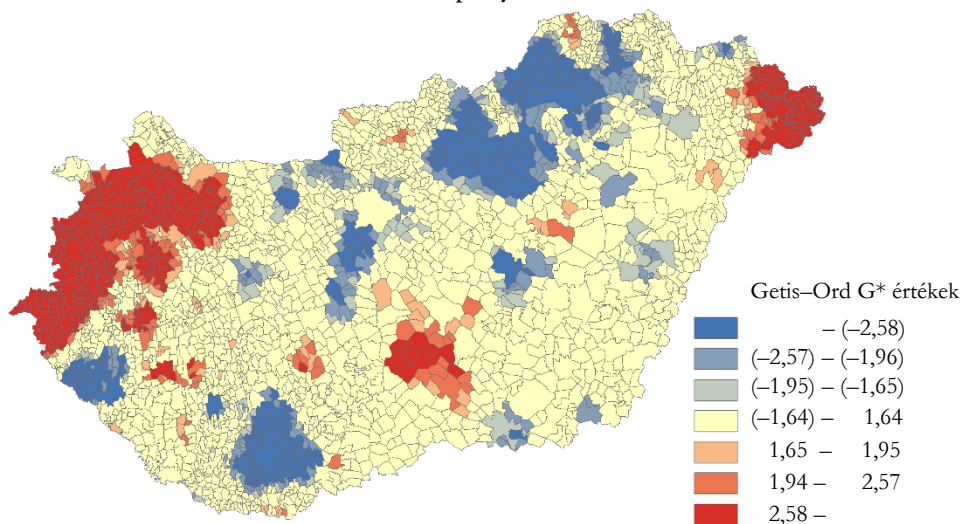 Getis–Ord G* értékek
– (–2,58)
(–2,57) – (–1,96)
(–1,95) – (–1,65)
(–1,64) – 1,64
1,65 – 1,95
1,94 – 2,57
2,58 –